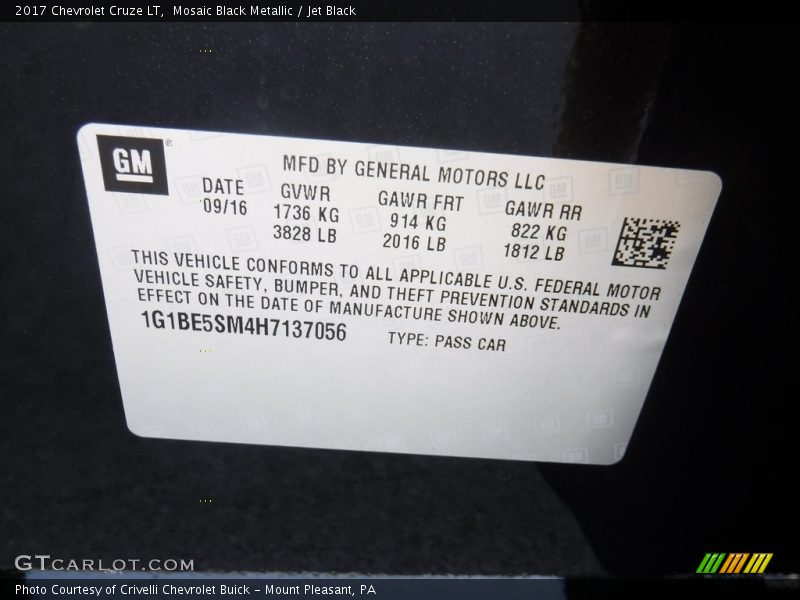 2017 Chevrolet Cruze LT, Mosaic Black Metallic / Jet Black
GM®
MFD BY GENERAL MOTORS LLC
DATE GVWR GAWR FRT GAWR RR
09/16 1736 KG 914 KG 822 KG
3828 LB 2016 LB 1812 LB
THIS VEHICLE CONFORMS TO ALL APPLICABLE U.S. FEDERAL MOTOR
VEHICLE SAFETY, BUMPER, AND THEFT PREVENTION STANDARDS IN
EFFECT ON THE DATE OF MANUFACTURE SHOWN ABOVE.
1G1BE5SM4H7137056 TYPE: PASS CAR
GTCARLOT.COM
Photo Courtesy of Crivelli Chevrolet Buick – Mount Pleasant, PA